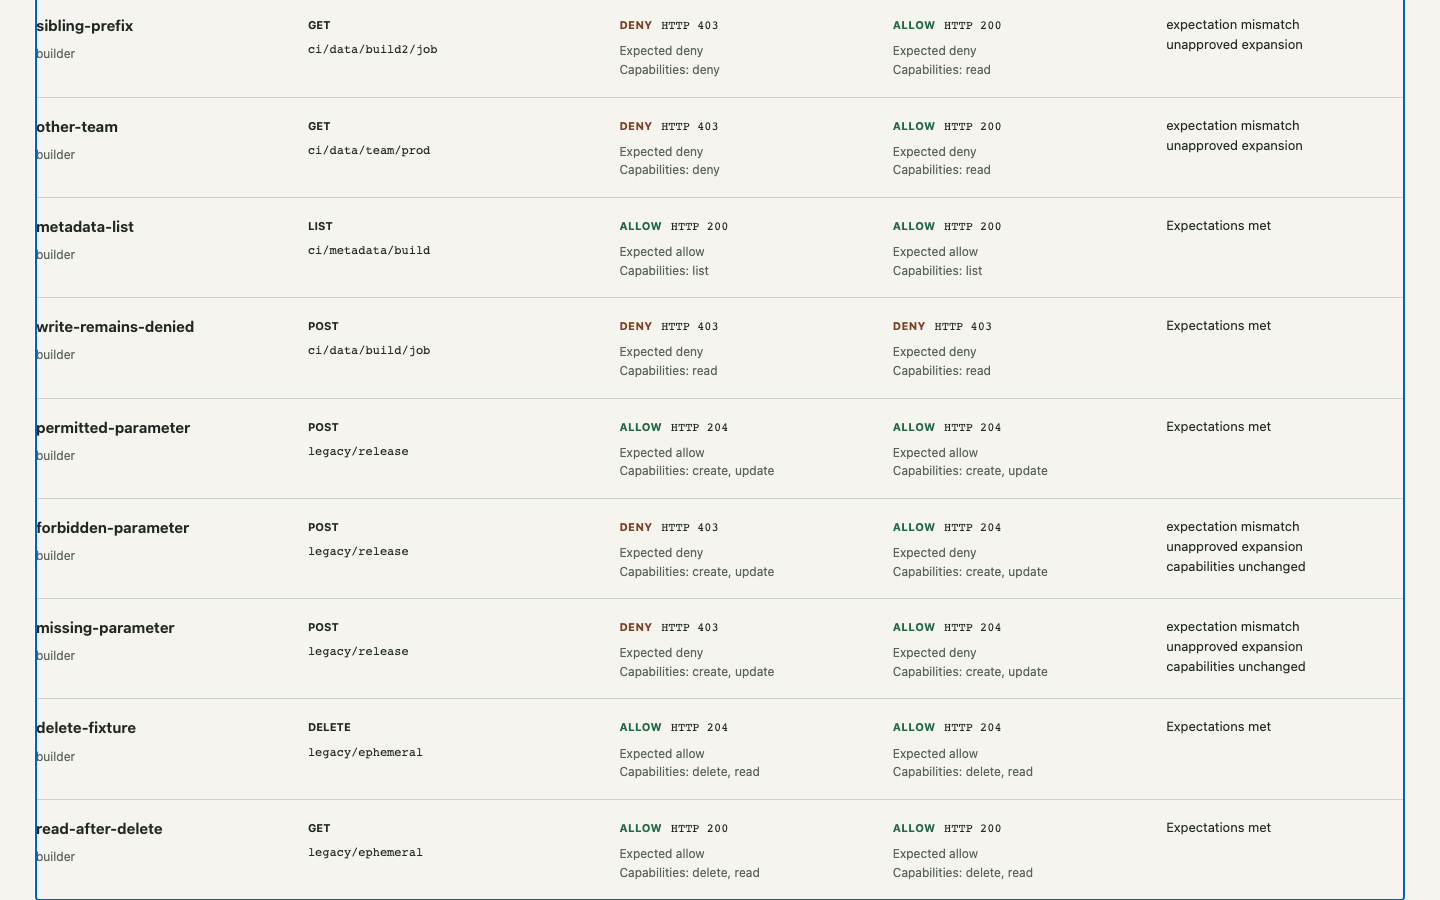 sibling-prefix
builder
GET
ci/data/build2/job
DENY HTTP 403
Expected deny
Capabilities: deny
ALLOW HTTP 200
Expected deny
Capabilities: read
expectation mismatch
unapproved expansion
other-team
builder
GET
ci/data/team/prod
DENY HTTP 403
Expected deny
Capabilities: deny
ALLOW HTTP 200
Expected deny
Capabilities: read
expectation mismatch
unapproved expansion
metadata-list
builder
LIST
ci/metadata/build
ALLOW HTTP 200
Expected allow
Capabilities: list
ALLOW HTTP 200
Expected allow
Capabilities: list
Expectations met
write-remains-denied
builder
POST
ci/data/build/job
DENY HTTP 403
Expected deny
Capabilities: read
DENY HTTP 403
Expected deny
Capabilities: read
Expectations met
permitted-parameter
builder
POST
legacy/release
ALLOW HTTP 204
Expected allow
Capabilities: create, update
ALLOW HTTP 204
Expected allow
Capabilities: create, update
Expectations met
forbidden-parameter
builder
POST
legacy/release
DENY HTTP 403
Expected deny
Capabilities: create, update
ALLOW HTTP 204
Expected deny
Capabilities: create, update
expectation mismatch
unapproved expansion
capabilities unchanged
missing-parameter
builder
POST
legacy/release
DENY HTTP 403
Expected deny
Capabilities: create, update
ALLOW HTTP 204
Expected deny
Capabilities: create, update
expectation mismatch
unapproved expansion
capabilities unchanged
delete-fixture
builder
DELETE
legacy/ephemeral
ALLOW HTTP 204
Expected allow
Capabilities: delete, read
ALLOW HTTP 204
Expected allow
Capabilities: delete, read
Expectations met
read-after-delete
builder
GET
legacy/ephemeral
ALLOW HTTP 200
Expected allow
Capabilities: delete, read
ALLOW HTTP 200
Expected allow
Capabilities: delete, read
Expectations met